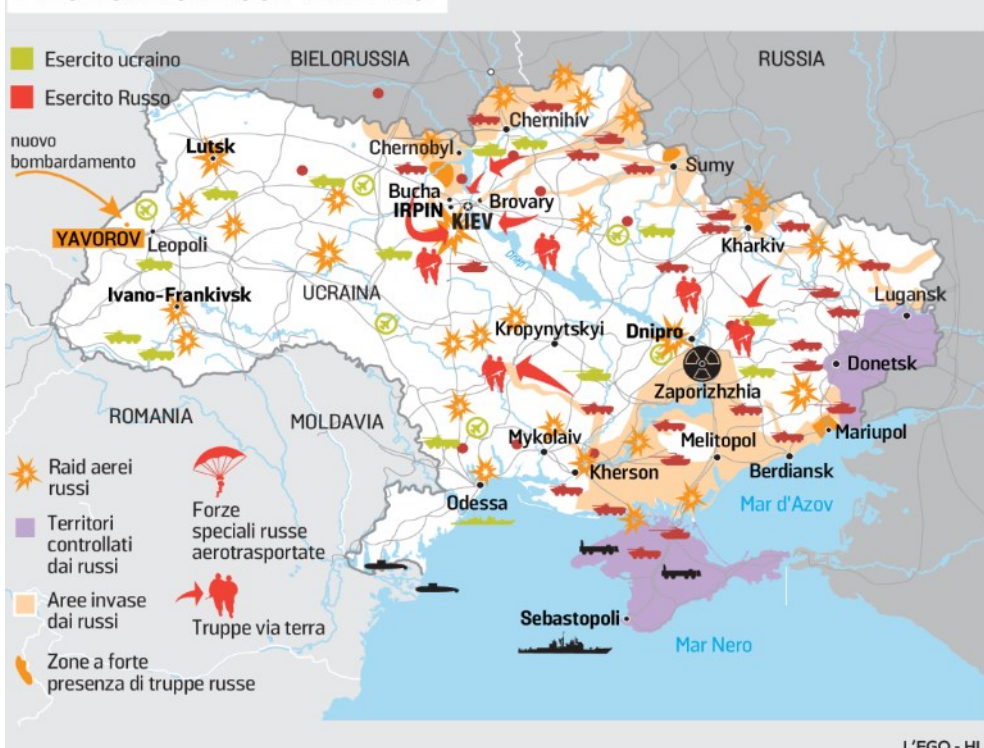 Esercito ucraino
Esercito Russo
BIELORUSSIA
RUSSIA
nuovo
bombardamento
Lutsk
Chernobyl
Chernihiv
Sumy
Bucha
IRPIN
KIEV
Brovary
YAVOROV
Leopoli
Kharkiv
Ivano-Frankivsk
UCRAINA
Lugansk
Kropynytskyi
Dnipro
Donetsk
Zaporizhzhia
ROMANIA
MOLDAVIA
Mykolaiv
Melitopol
Mariupol
Kherson
Berdiansk
Odessa
Mar d'Azov
Sebastopoli
Mar Nero
Raid aerei
russi
Territori
controllati
dai russi
Aree invase
dai russi
Zone a forte
presenza di truppe russe
Forze
speciali russe
aerotrasportate
Truppe via terra